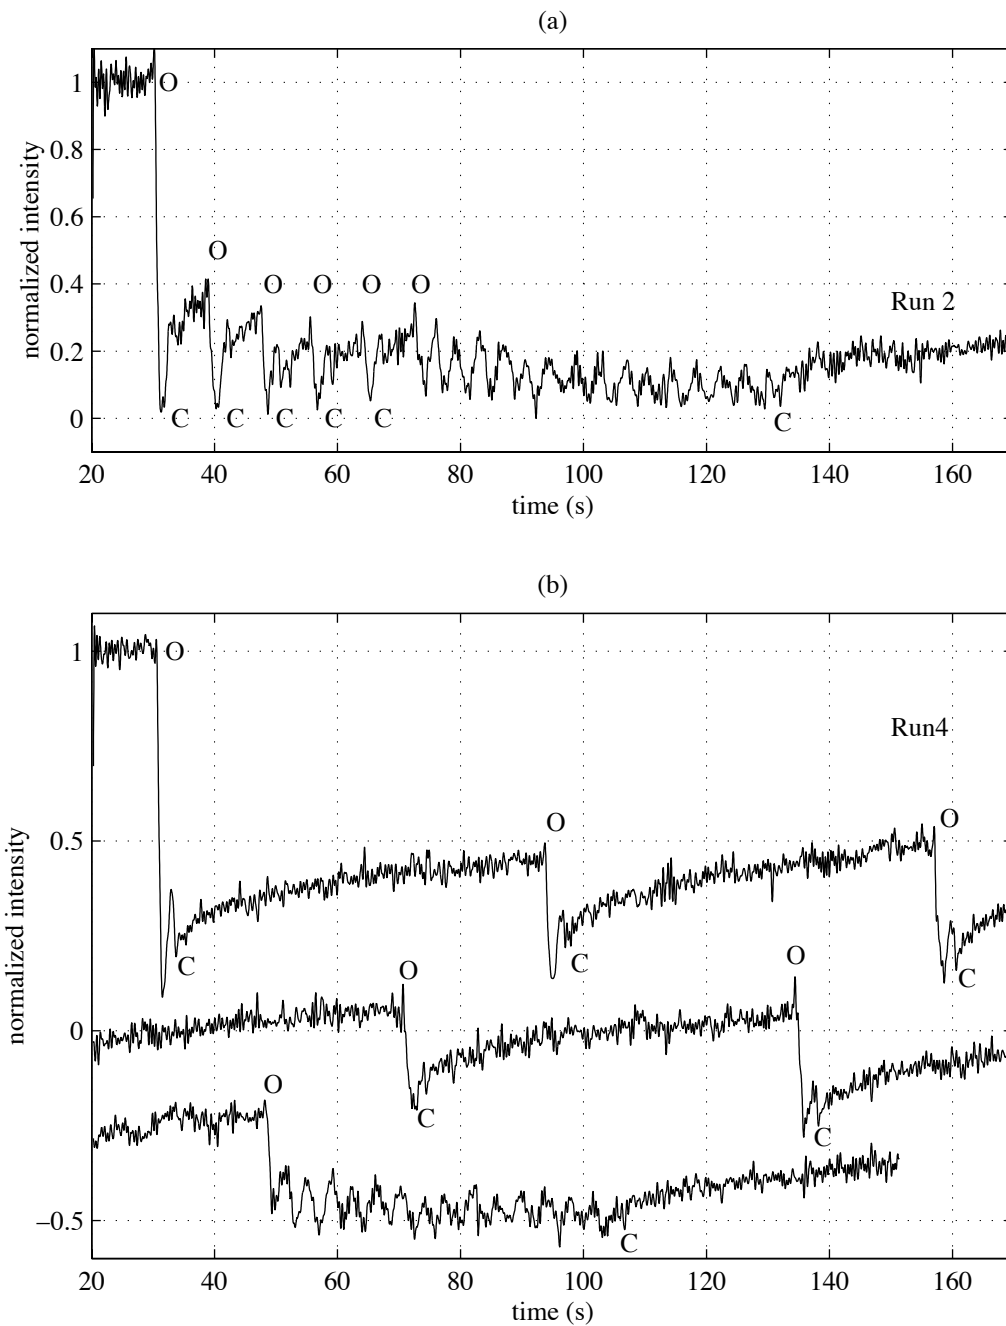 (a)
normalized intensity
1
0.8
0.6
0.4
0.2
0
O
O
O O O O
Run 2
C C C C C
C
20 40 60 80 100 120 140 160
time (s)
(b)
normalized intensity
1
0.5
0
–0.5
O
Run4
O O
C C C
O O
C C
O
C
20 40 60 80 100 120 140 160
time (s)